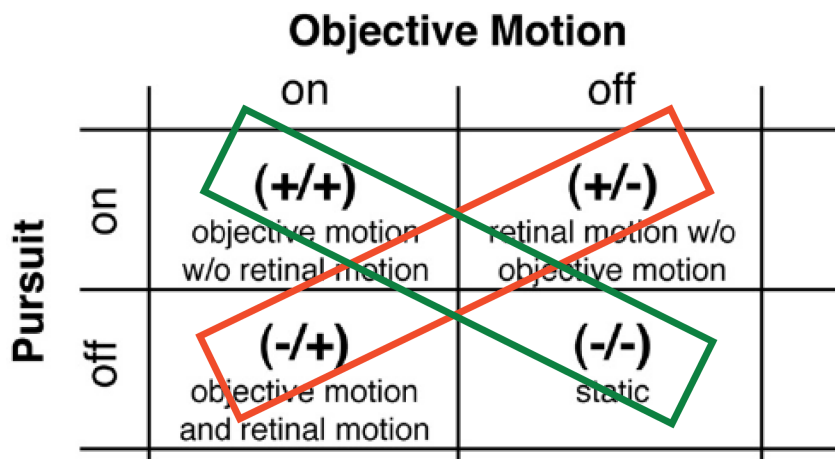 Objective Motion
on off
Pursuit
on
(+/+) (+/-)
objective motion retinal motion w/o
w/o retinal motion objective motion
off
(-/+) (-/-)
objective motion static
and retinal motion